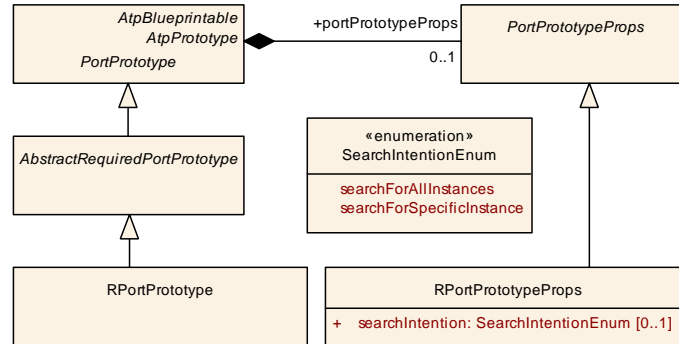 AtpBlueprintable
AtpPrototype
PortPrototype
+portPrototypeProps
0..1
PortPrototypeProps
AbstractRequiredPortPrototype
«enumeration»
SearchIntentionEnum
searchForAllInstances
searchForSpecificInstance
RPortPrototype
RPortPrototypeProps
+ searchIntention: SearchIntentionEnum [0..1]